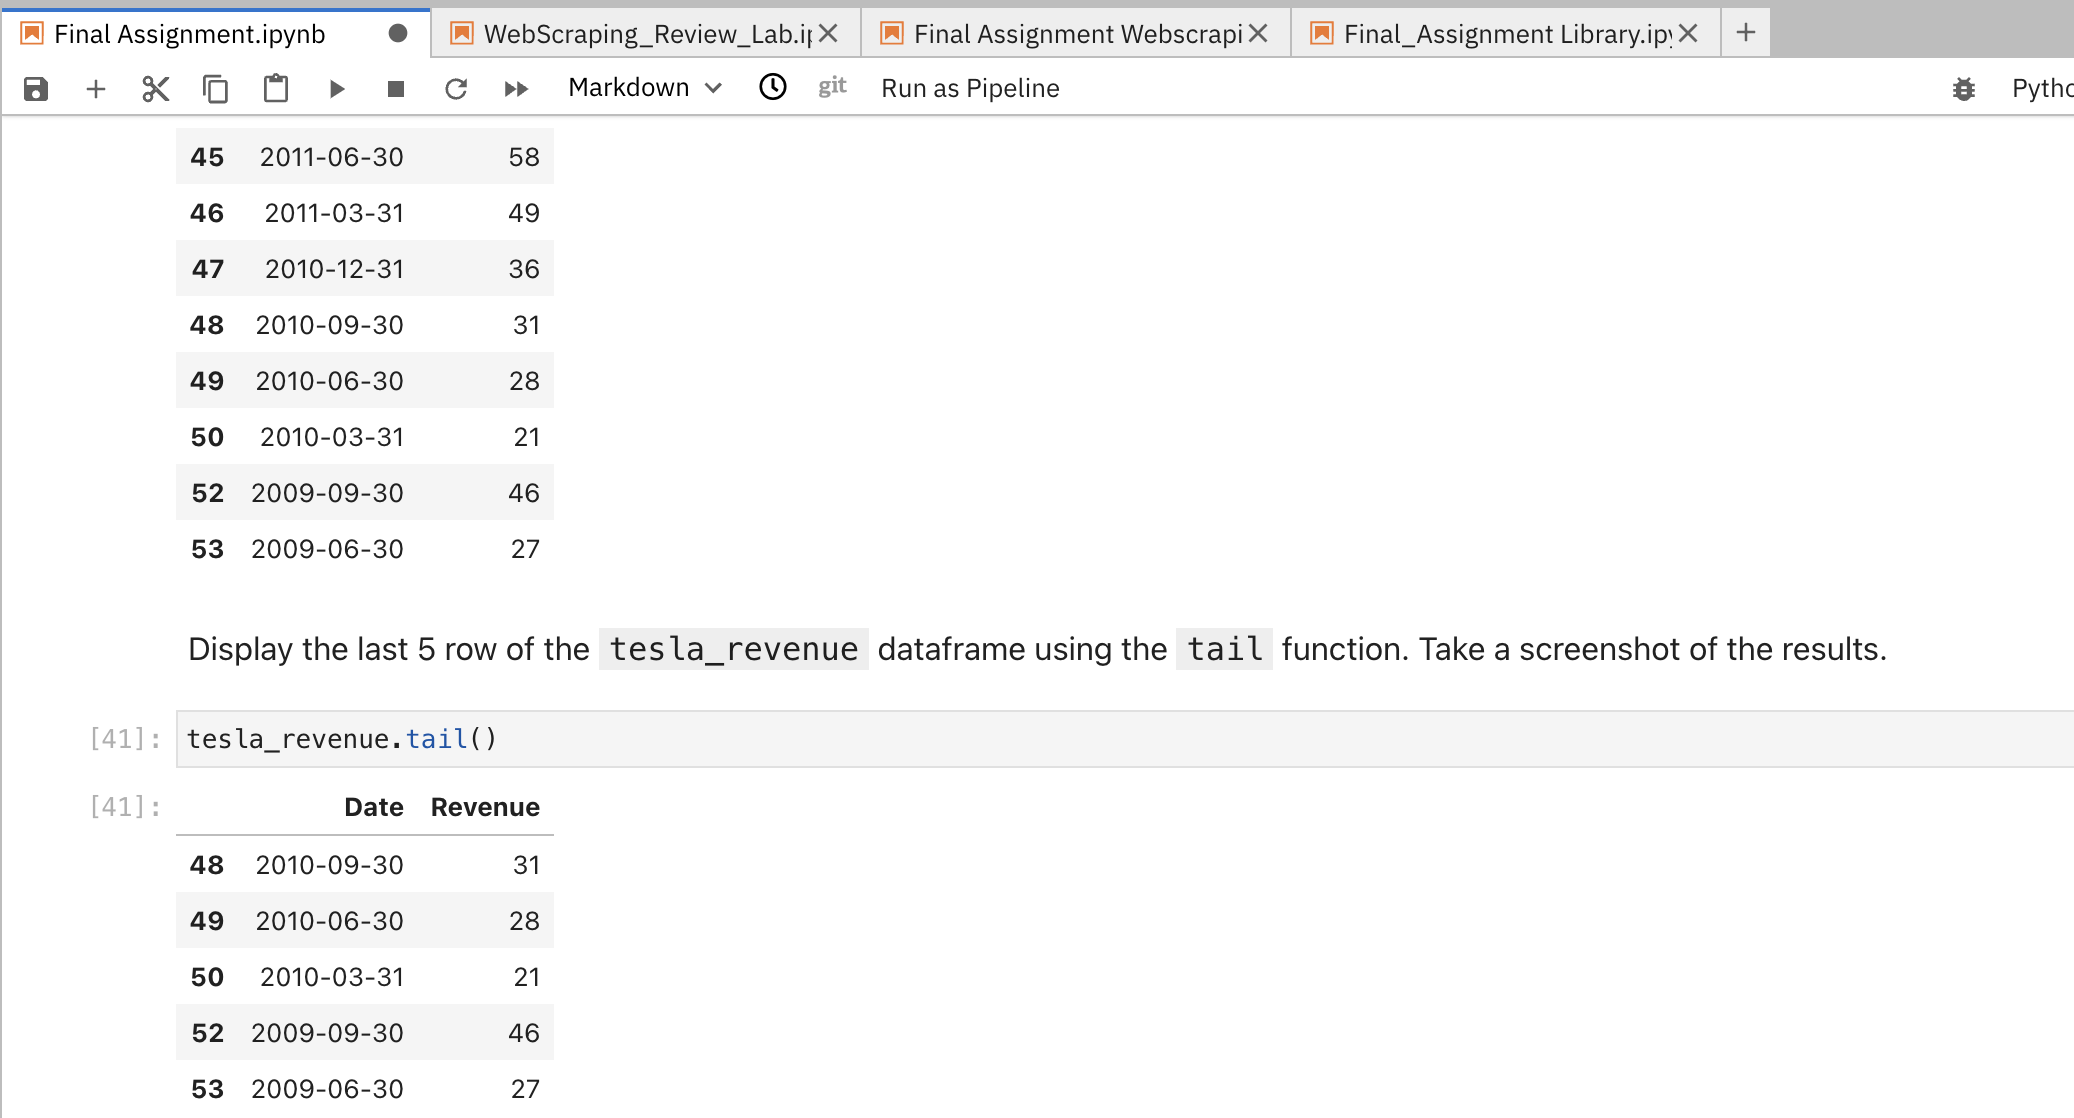 Final Assignment.ipynb WebScraping_Review_Lab.ip Final Assignment Webscrapi Final_Assignment Library.ipy
Markdown git Run as Pipeline Pytho
45 2011-06-30 58
46 2011-03-31 49
47 2010-12-31 36
48 2010-09-30 31
49 2010-06-30 28
50 2010-03-31 21
52 2009-09-30 46
53 2009-06-30 27
Display the last 5 row of the tesla_revenue dataframe using the tail function. Take a screenshot of the results.
[41]: tesla_revenue.tail()
[41]: Date Revenue
48 2010-09-30 31
49 2010-06-30 28
50 2010-03-31 21
52 2009-09-30 46
53 2009-06-30 27